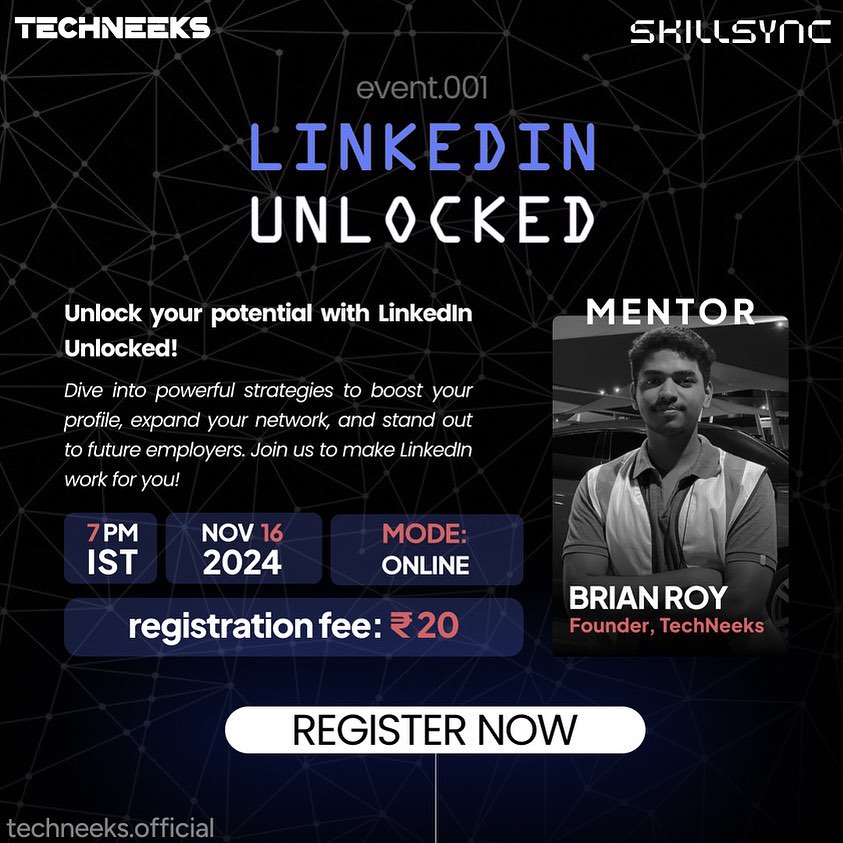 TECHNEEKS
SKILLSYNC
event.001
LINKEDIN
UNLOCKED
Unlock your potential with LinkedIn
Unlocked!
Dive into powerful strategies to boost your
profile, expand your network, and stand out
to future employers. Join us to make LinkedIn
work for you!
7 PM
IST
NOV 16
2024
MODE:
ONLINE
registration fee: ₹ 20
MENTOR
BRIAN ROY
Founder, TechNeeks
REGISTER NOW
techneeks.official